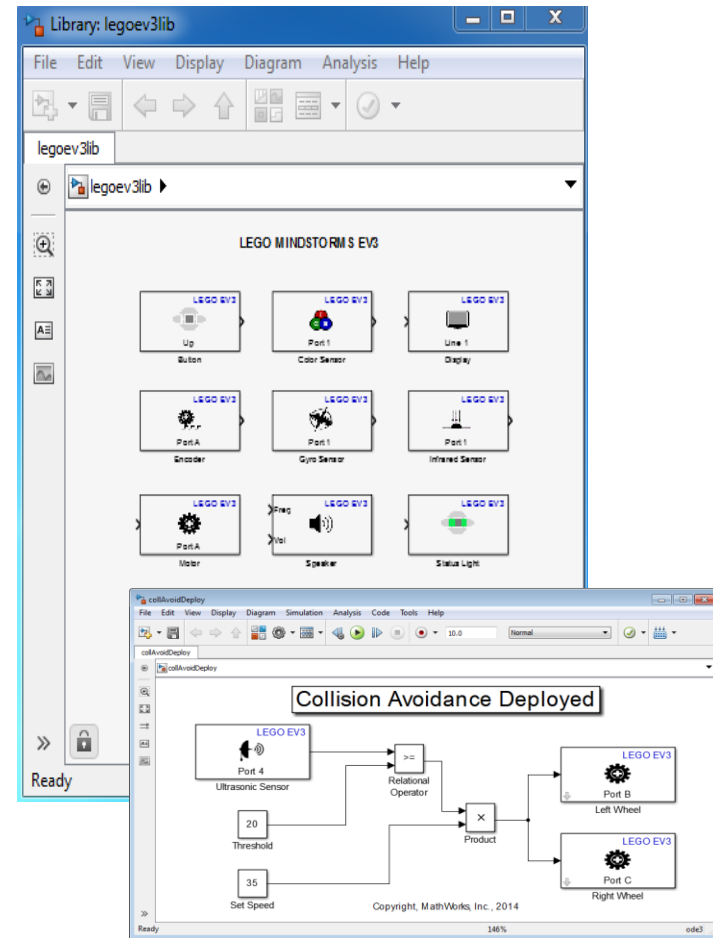 Library: legoev3lib
X
File Edit View Display Diagram Analysis Help
legoev3lib
legoev3lib
LEGO MINDSTORMS EV3
LEGO EV3 LEGO EV3 LEGO EV3
Up Port 1 Line 1
Button Color Sensor Display
LEGO EV3 LEGO EV3 LEGO EV3
Port A Port 1 Port 1
Encoder Gyro Sensor Infrared Sensor
LEGO EV3 LEGO EV3 LEGO EV3
Freq
Port A Vol
Motor Speaker Status Light
Ready
collAvoidDeploy
File Edit View Display Diagram Simulation Analysis Code Tools Help
10.0 Normal
collAvoidDeploy
collAvoidDeploy
Collision Avoidance Deployed
LEGO EV3
Port 4
Ultrasonic Sensor
>=
Relational
Operator
20
Threshold
35
Set Speed
×
Product
LEGO EV3
Port B
Left Wheel
LEGO EV3
Port C
Right Wheel
Copyright, MathWorks, Inc., 2014
Ready 146% ode3